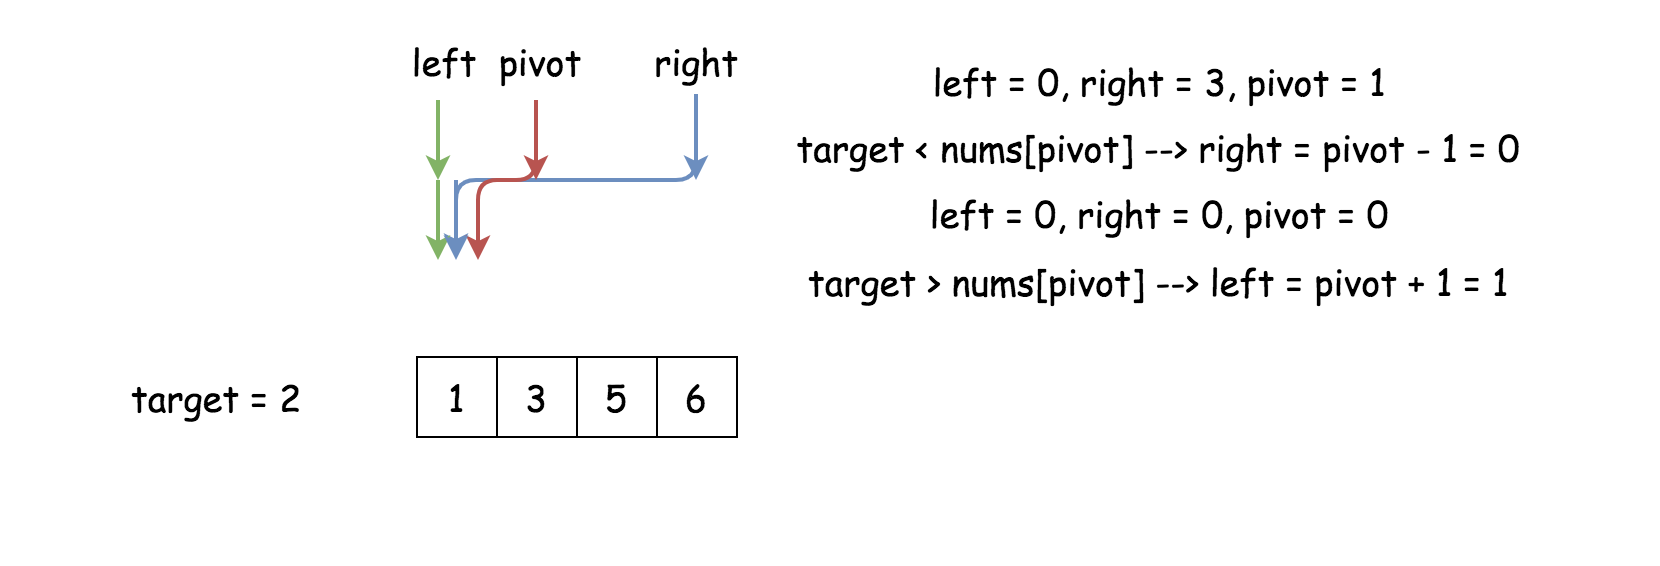 left pivot right
left = 0, right = 3, pivot = 1
target < nums[pivot] --> right = pivot - 1 = 0
left = 0, right = 0, pivot = 0
target > nums[pivot] --> left = pivot + 1 = 1
target = 2 1 3 5 6